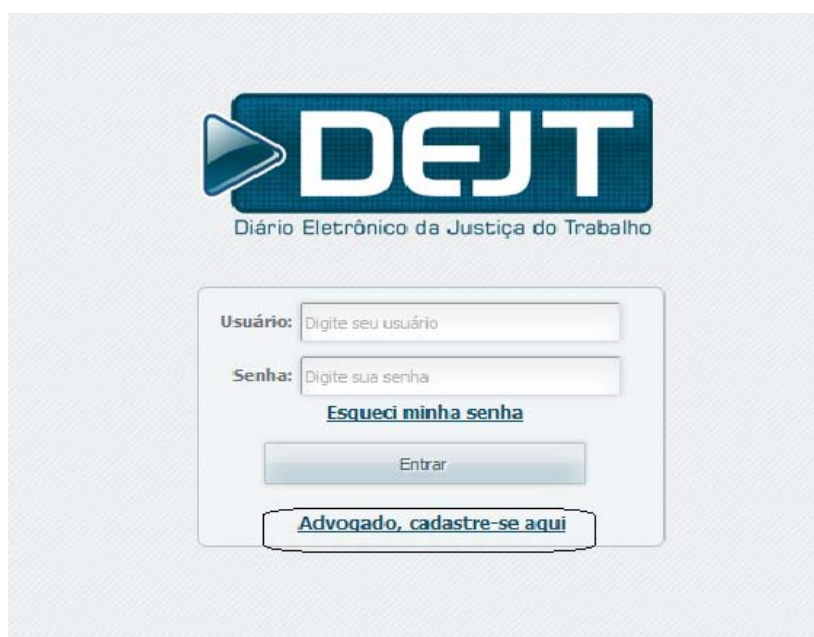 DEJT
Diário Eletrônico da Justiça do Trabalho
Usuário: Digite seu usuário
Senha: Digite sua senha
Esqueci minha senha
Entrar
Advogado, cadastre-se aqui